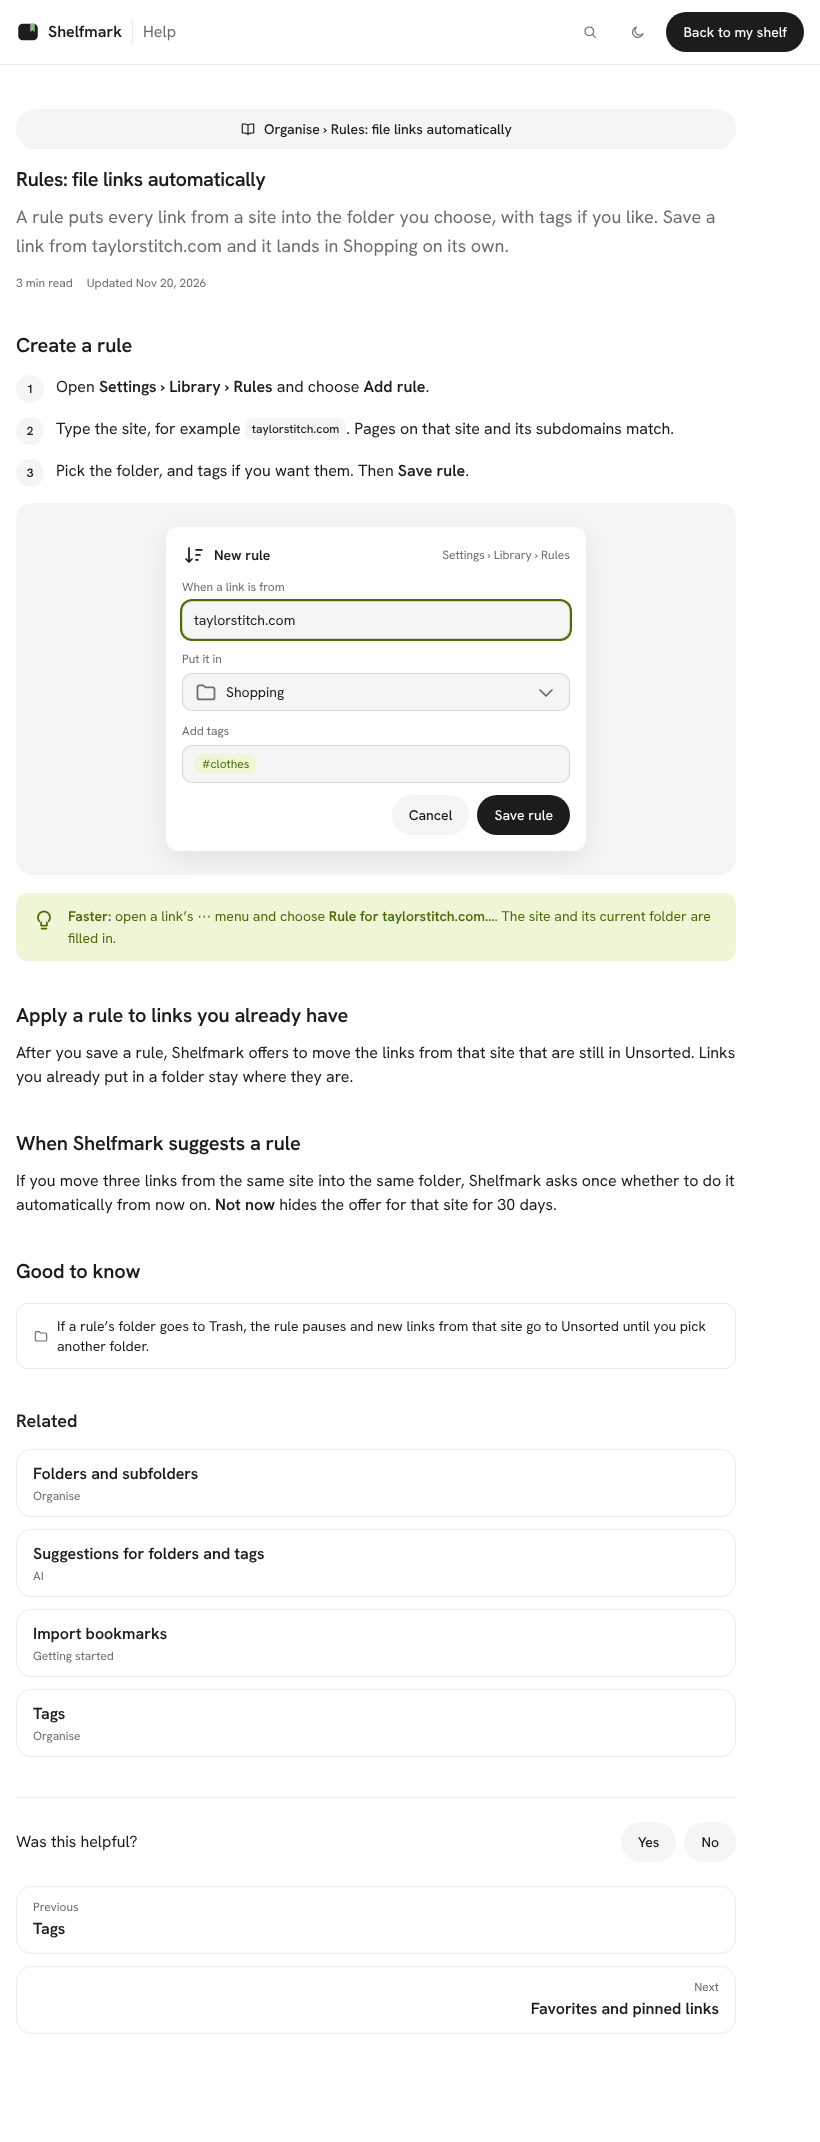 Shelfmark Help Back to my shelf
Organise › Rules: file links automatically
Rules: file links automatically
A rule puts every link from a site into the folder you choose, with tags if you like. Save a
link from taylorstitch.com and it lands in Shopping on its own.
3 min read Updated Nov 20, 2026
Create a rule
1 Open Settings › Library › Rules and choose Add rule.
2 Type the site, for example taylorstitch.com. Pages on that site and its subdomains match.
3 Pick the folder, and tags if you want them. Then Save rule.
New rule Settings › Library › Rules
When a link is from
taylorstitch.com
Put it in
Shopping
Add tags
#clothes
Cancel Save rule
Faster: open a link’s ⋯ menu and choose Rule for taylorstitch.com…. The site and its current folder are
filled in.
Apply a rule to links you already have
After you save a rule, Shelfmark offers to move the links from that site that are still in Unsorted. Links
you already put in a folder stay where they are.
When Shelfmark suggests a rule
If you move three links from the same site into the same folder, Shelfmark asks once whether to do it
automatically from now on. Not now hides the offer for that site for 30 days.
Good to know
If a rule’s folder goes to Trash, the rule pauses and new links from that site go to Unsorted until you pick
another folder.
Related
Folders and subfolders
Organise
Suggestions for folders and tags
AI
Import bookmarks
Getting started
Tags
Organise
Was this helpful? Yes No
Previous
Tags
Next
Favorites and pinned links